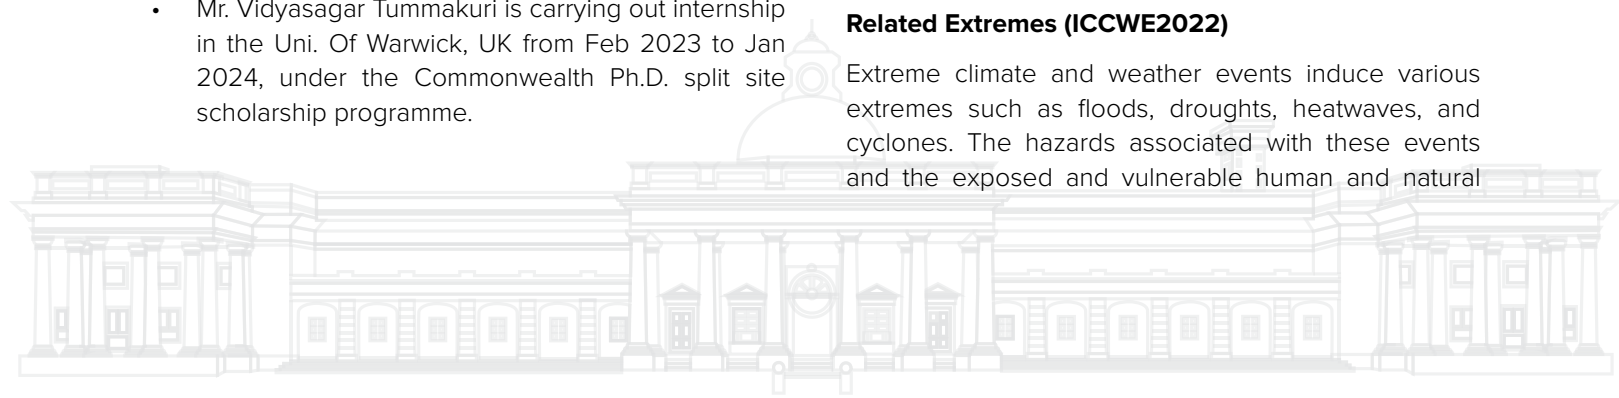 • Mr. Vidyasagar Tummakuri is carrying out internship
in the Uni. Of Warwick, UK from Feb 2023 to Jan
2024, under the Commonwealth Ph.D. split site
scholarship programme.
Related Extremes (ICCWE2022)
Extreme climate and weather events induce various
extremes such as floods, droughts, heatwaves, and
cyclones. The hazards associated with these events
and the exposed and vulnerable human and natural